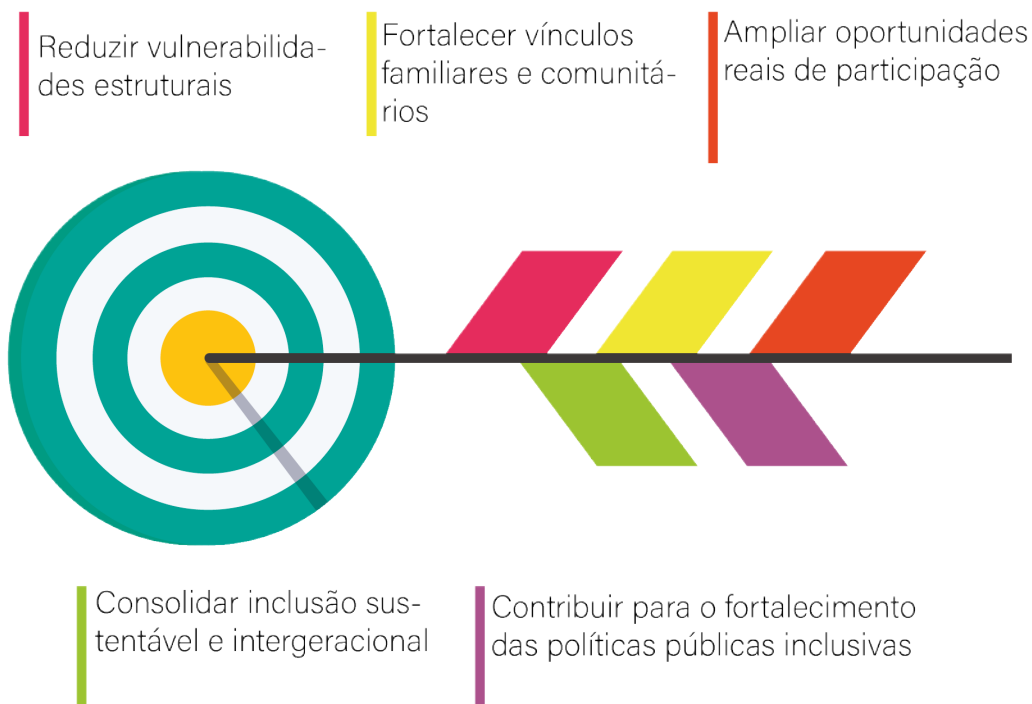 Reduzir vulnerabilida-
des estruturais
Fortalecer vínculos
familiares e comunitá-
rios
Ampliar oportunidades
reais de participação
Consolidar inclusão sus-
tentável e intergeracional
Contribuir para o fortalecimento
das políticas públicas inclusivas